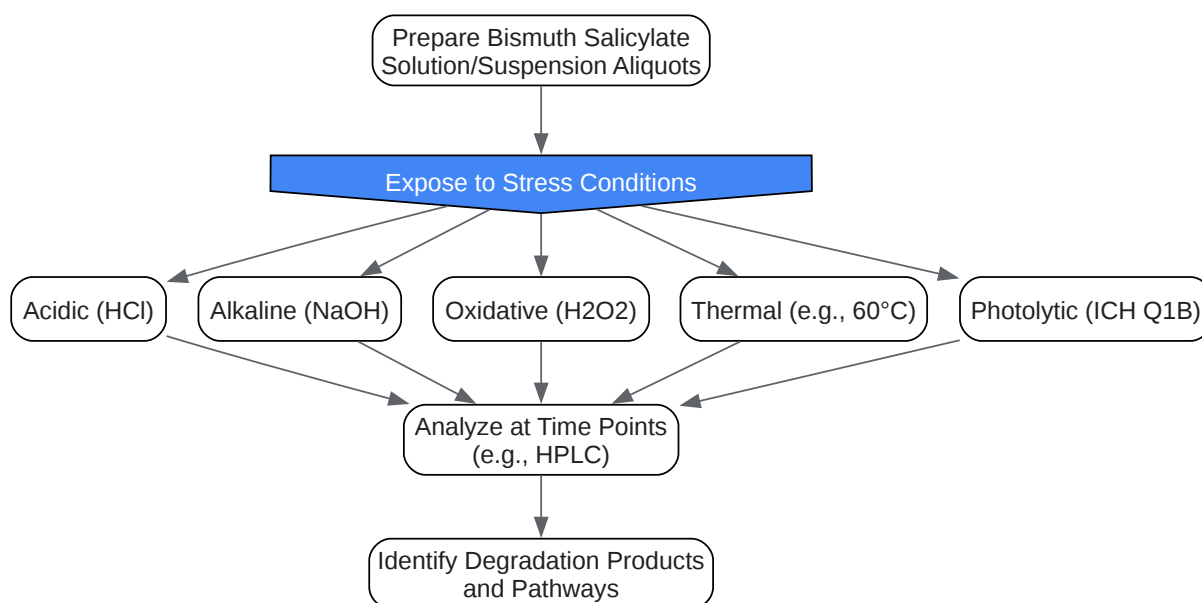 Prepare Bismuth Salicylate
Solution/Suspension Aliquots
Expose to Stress Conditions
Acidic (HCl)
Alkaline (NaOH)
Oxidative (H2O2)
Thermal (e.g., 60°C)
Photolytic (ICH Q1B)
Analyze at Time Points
(e.g., HPLC)
Identify Degradation Products
and Pathways